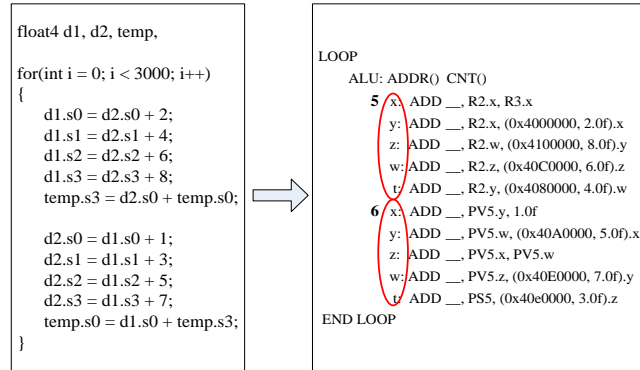 float4 d1, d2, temp,
for(int i = 0; i < 3000; i++)
{
d1.s0 = d2.s0 + 2;
d1.s1 = d2.s1 + 4;
d1.s2 = d2.s2 + 6;
d1.s3 = d2.s3 + 8;
temp.s3 = d2.s0 + temp.s0;
d2.s0 = d1.s0 + 1;
d2.s1 = d1.s1 + 3;
d2.s2 = d1.s2 + 5;
d2.s3 = d1.s3 + 7;
temp.s0 = d1.s0 + temp.s3;
}
LOOP
ALU: ADDR() CNT()
5 x: ADD __, R2.x, R3.x
y: ADD __, R2.x, (0x4000000, 2.0f).x
z: ADD __, R2.w, (0x4100000, 8.0f).y
w: ADD __, R2.z, (0x40C0000, 6.0f).z
t: ADD __, R2.y, (0x4080000, 4.0f).w
6 x: ADD __, PV5.y, 1.0f
y: ADD __, PV5.w, (0x40A0000, 5.0f).x
z: ADD __, PV5.x, PV5.w
w: ADD __, PV5.z, (0x40E0000, 7.0f).y
t: ADD __, PS5, (0x40e0000, 3.0f).z
END LOOP